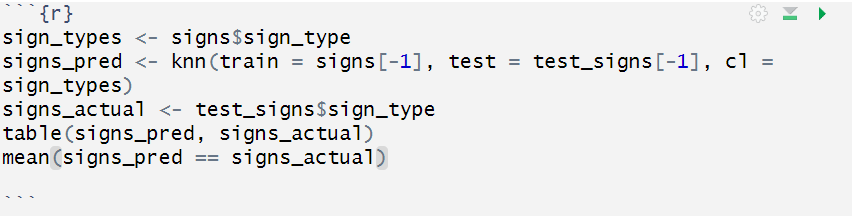 ```{r}
sign_types <- signs$sign_type
signs_pred <- knn(train = signs[-1], test = test_signs[-1], cl =
sign_types)
signs_actual <- test_signs$sign_type
table(signs_pred, signs_actual)
mean(signs_pred == signs_actual)
```